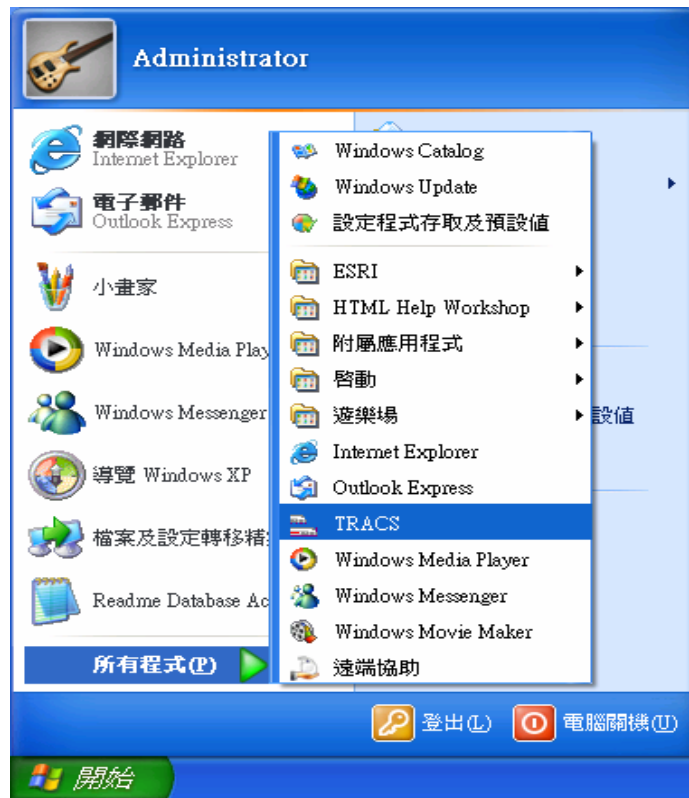 Administrator
網際網路
Internet Explorer
電子郵件
Outlook Express
小畫家
Windows Media Play
Windows Messenger
導覽 Windows XP
檔案及設定轉移精
Readme Database Ac
所有程式(P)
Windows Catalog
Windows Update
設定程式存取及預設值
ESRI
HTML Help Workshop
附屬應用程式
啟動
遊樂場
Internet Explorer
Outlook Express
TRACS
Windows Media Player
Windows Messenger
Windows Movie Maker
遠端協助
設值
登出(L)
電腦關機(U)
開始